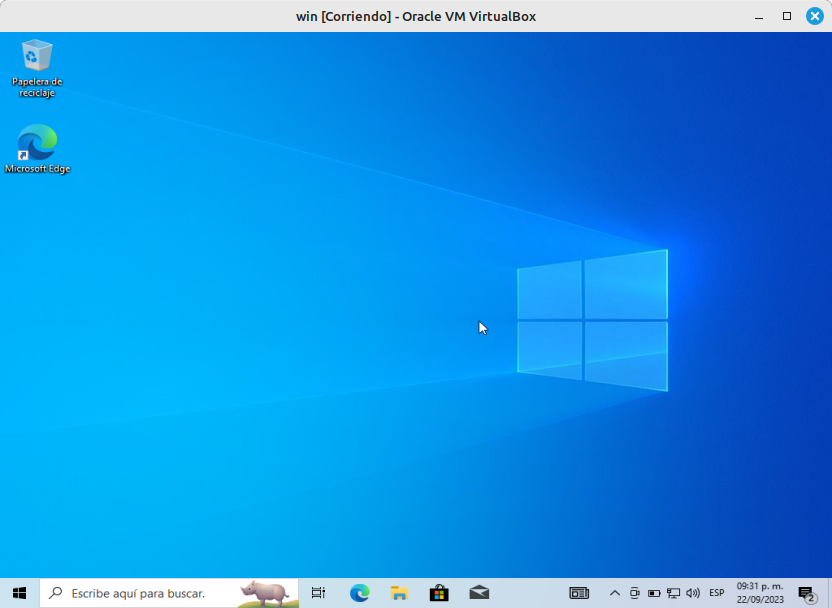 win [Corriendo] - Oracle VM VirtualBox
Papelera de
reciclaje
Microsoft Edge
Escribe aquí para buscar.
ESP
09:31 p. m.
22/09/2023
2